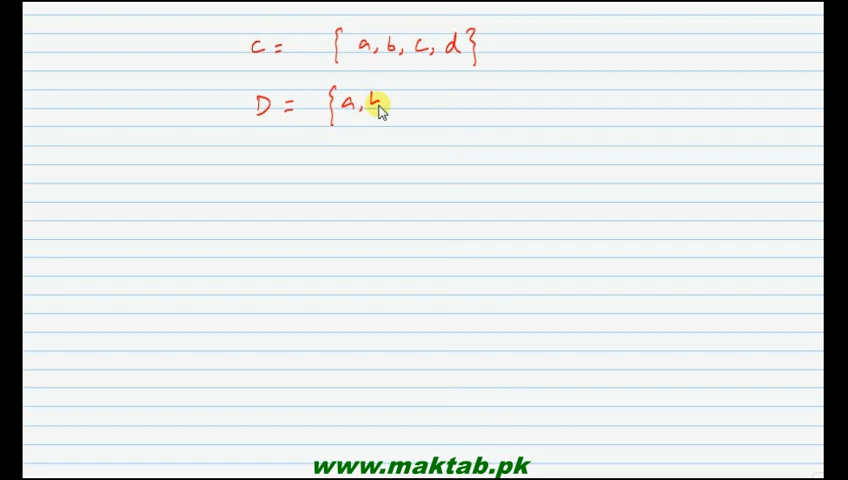 C = { a, b, c, d }
D = { a, b
www.maktab.pk